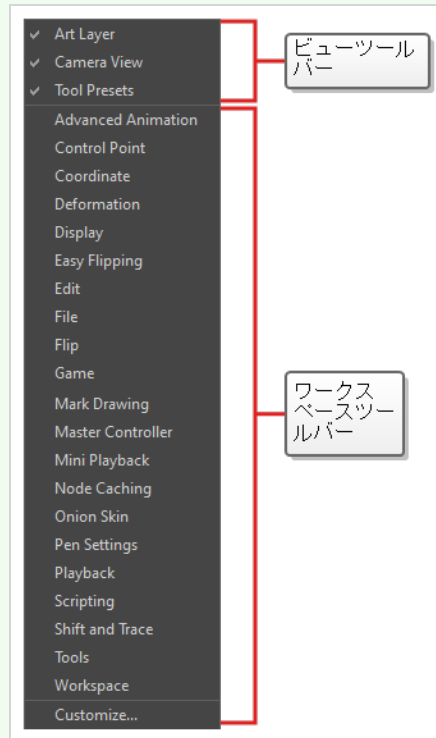 Art Layer
Camera View
Tool Presets
Advanced Animation
Control Point
Coordinate
Deformation
Display
Easy Flipping
Edit
File
Flip
Game
Mark Drawing
Master Controller
Mini Playback
Node Caching
Onion Skin
Pen Settings
Playback
Scripting
Shift and Trace
Tools
Workspace
Customize...
ビューツール
バー
ワークス
ペースツー
ルバー